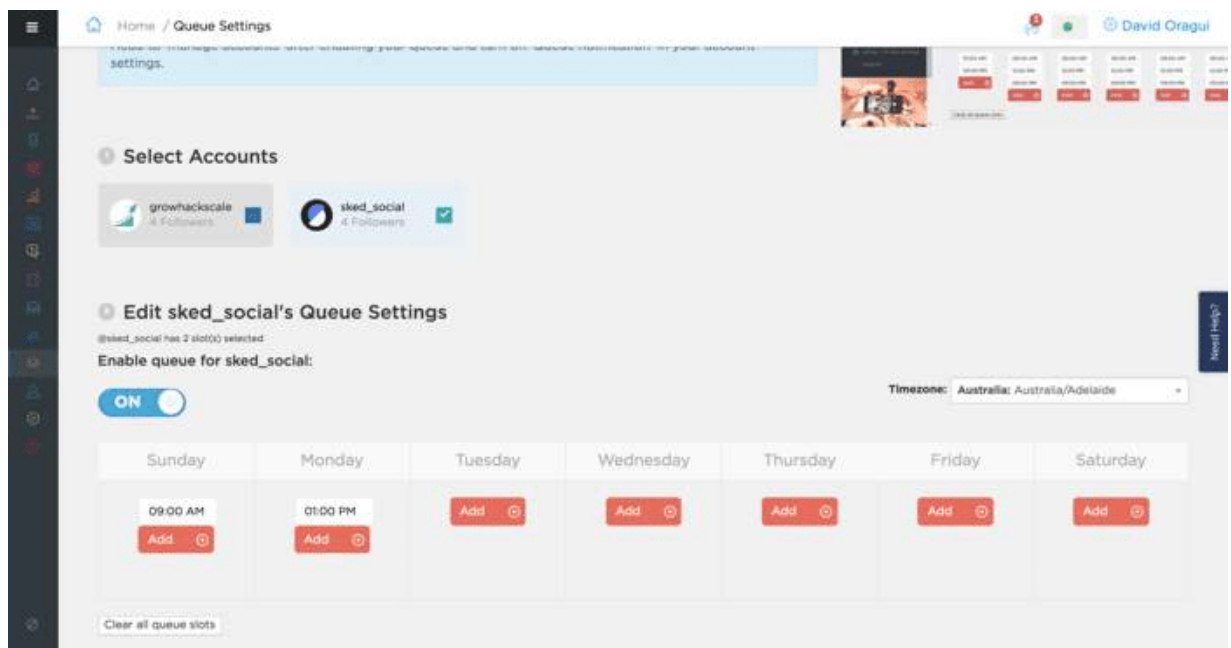 Home / Queue Settings
David Oragui
settings.
Select Accounts
growhackscale
4 Followers
sked_social
4 Followers
Edit sked_social's Queue Settings
@sked_social has 2 slot(s) selected
Enable queue for sked_social:
ON
Timezone: Australia: Australia/Adelaide
Need Help?
Sunday Monday Tuesday Wednesday Thursday Friday Saturday
09:00 AM 01:00 PM Add Add Add Add Add
Add Add
Clear all queue slots